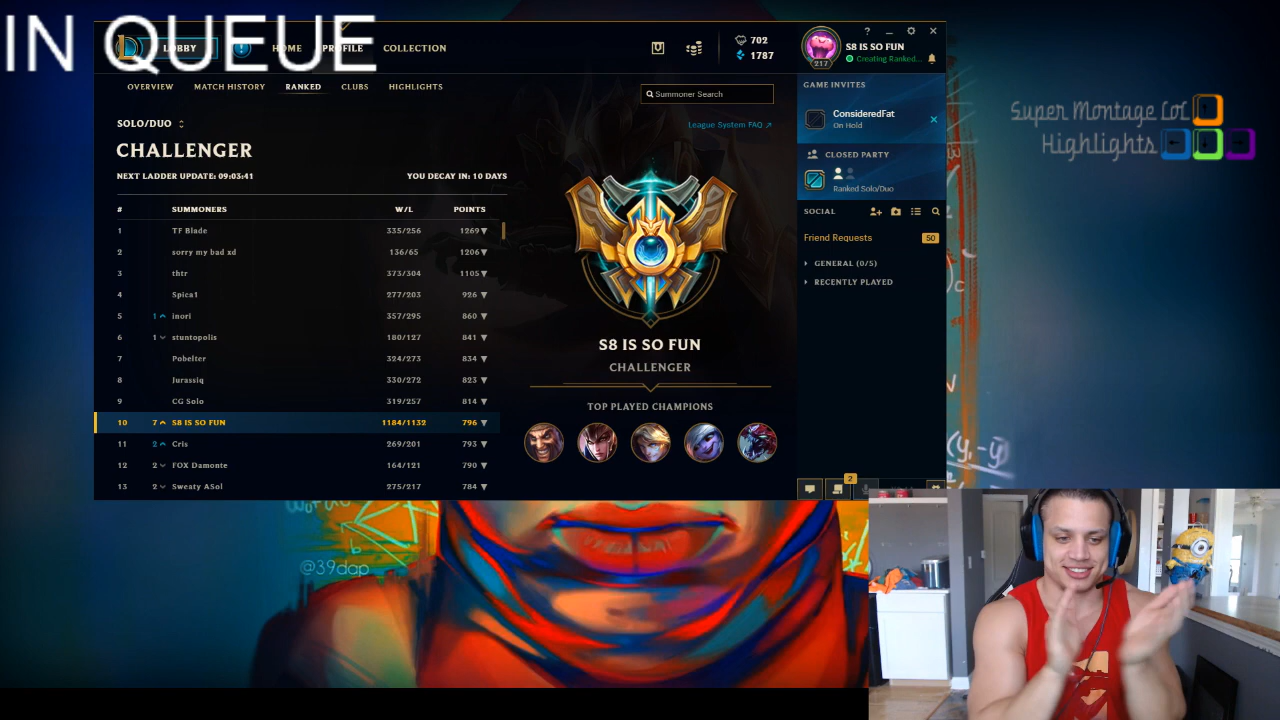 IN QUEUE
LOBBY
HOME
PROFILE
COLLECTION
702
1787
217
S8 IS SO FUN
Creating Ranked...
OVERVIEW
MATCH HISTORY
RANKED
CLUBS
HIGHLIGHTS
Summoner Search
SOLO/DUO
League System FAQ
CHALLENGER
NEXT LADDER UPDATE: 09:03:41
YOU DECAY IN: 10 DAYS
# SUMMONERS W/L POINTS
1 TF Blade 335/256 1269
2 sorry my bad xd 136/65 1206
3 thtr 373/304 1105
4 Spica1 277/203 926
5 1 inori 357/295 860
6 1 stuntopolis 180/127 841
7 Pobelter 324/273 834
8 Jurassiq 330/272 823
9 CG Solo 319/257 814
10 7 S8 IS SO FUN 1184/1132 796
11 2 Cris 269/201 793
12 2 FOX Damonte 164/121 790
13 2 Sweaty ASol 275/217 784
S8 IS SO FUN
CHALLENGER
TOP PLAYED CHAMPIONS
GAME INVITES
ConsideredFat
On Hold
CLOSED PARTY
Ranked Solo/Duo
SOCIAL
Friend Requests 50
GENERAL (0/5)
RECENTLY PLAYED
2
Super Montage LoL
Highlights
(y,-y)
@39dap